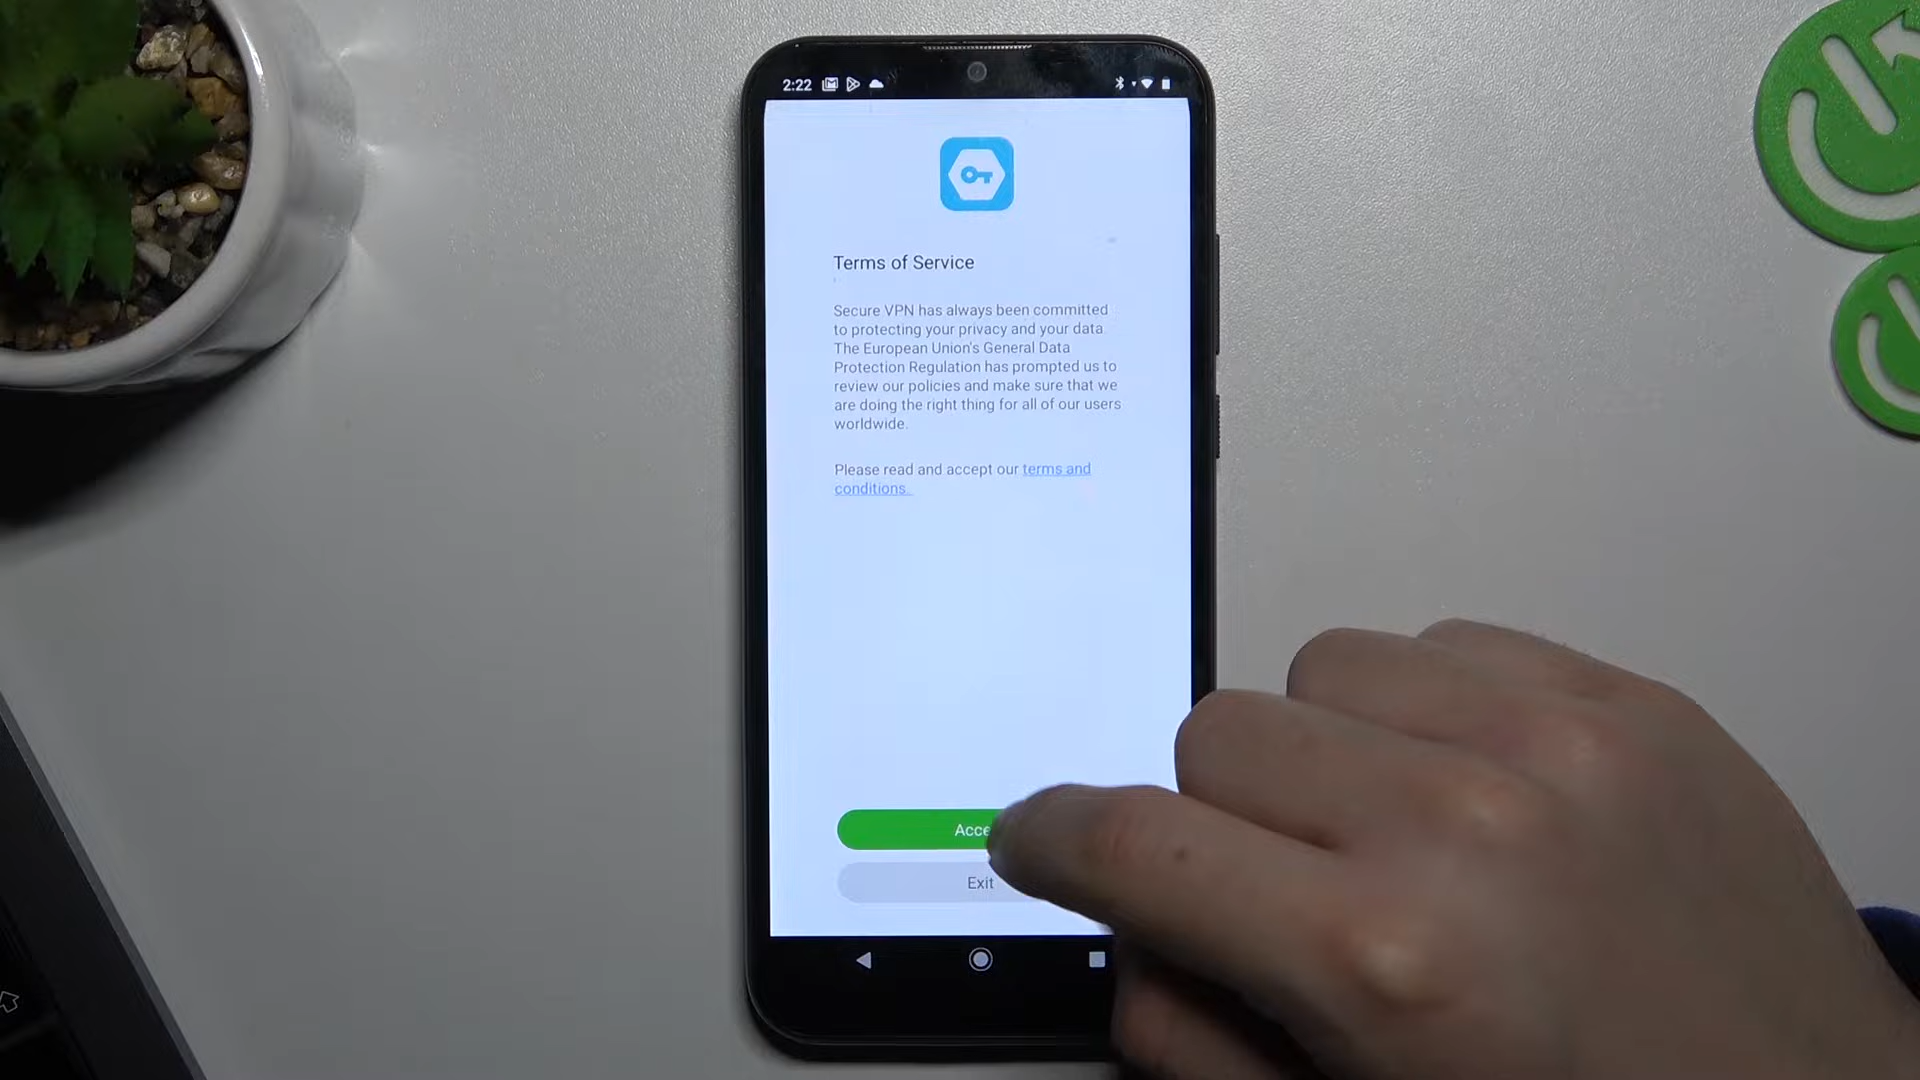 2:22
Terms of Service
Secure VPN has always been committed
to protecting your privacy and your data.
The European Union's General Data
Protection Regulation has prompted us to
review our policies and make sure that we
are doing the right thing for all of our users
worldwide.
Please read and accept our terms and
conditions.
Acce
Exit